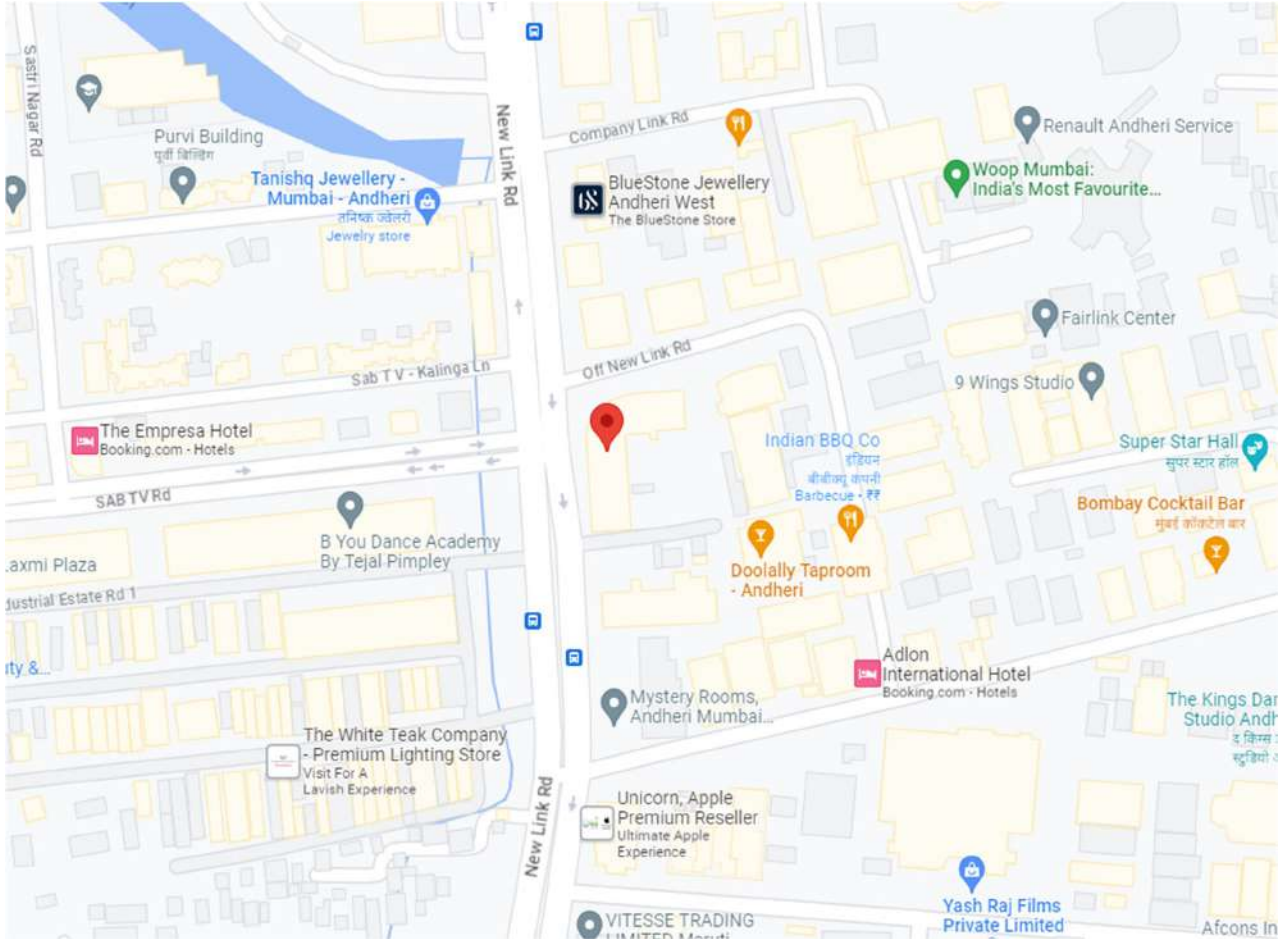 Sastri Nagar Rd
Purvi Building
पूर्वी बिल्डिंग
Tanishq Jewellery -
Mumbai - Andheri
तनिष्क ज्वेलरी
Jewelry store
New Link Rd
Company Link Rd
BlueStone Jewellery
Andheri West
The BlueStone Store
Renault Andheri Service
Woop Mumbai:
India's Most Favourite...
Fairlink Center
Off New Link Rd
Sab T V - Kalinga Ln
9 Wings Studio
The Empresa Hotel
Booking.com - Hotels
Indian BBQ Co
इंडियन
बीबीक्यू कंपनी
Barbecue - ₹₹
Super Star Hall
सुपर स्टार हॉल
SAB TV Rd
Bombay Cocktail Bar
मुंबई कॉकटेल बार
B You Dance Academy
By Tejal Pimpley
axmi Plaza
Doolally Taproom
- Andheri
dustrial Estate Rd 1
ity &...
Adlon
International Hotel
Booking.com - Hotels
Mystery Rooms,
Andheri Mumbai...
The Kings Dar
Studio Andh
द किंग्स
स्टुडियो
The White Teak Company
- Premium Lighting Store
Visit For A
Lavish Experience
Unicorn, Apple
Premium Reseller
Ultimate Apple
Experience
New Link Rd
Yash Raj Films
Private Limited
VITESSE TRADING
LIMITED Maruti
Afcons In